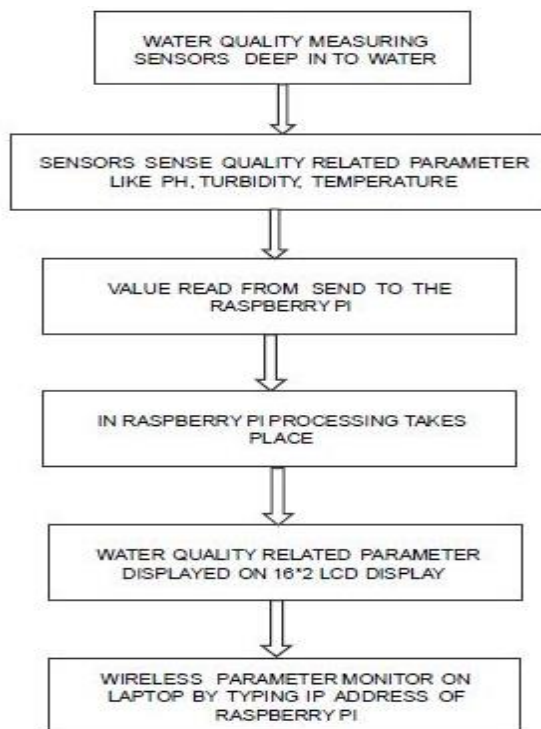 WATER QUALITY MEASURING
SENSORS DEEP IN TO WATER
SENSORS SENSE QUALITY RELATED PARAMETER
LIKE PH, TURBIDITY, TEMPERATURE
VALUE READ FROM SEND TO THE
RASPBERRY PI
IN RASPBERRY PI PROCESSING TAKES
PLACE
WATER QUALITY RELATED PARAMETER
DISPLAYED ON 16*2 LCD DISPLAY
WIRELESS PARAMETER MONITOR ON
LAPTOP BY TYPING IP ADDRESS OF
RASPBERRY PI